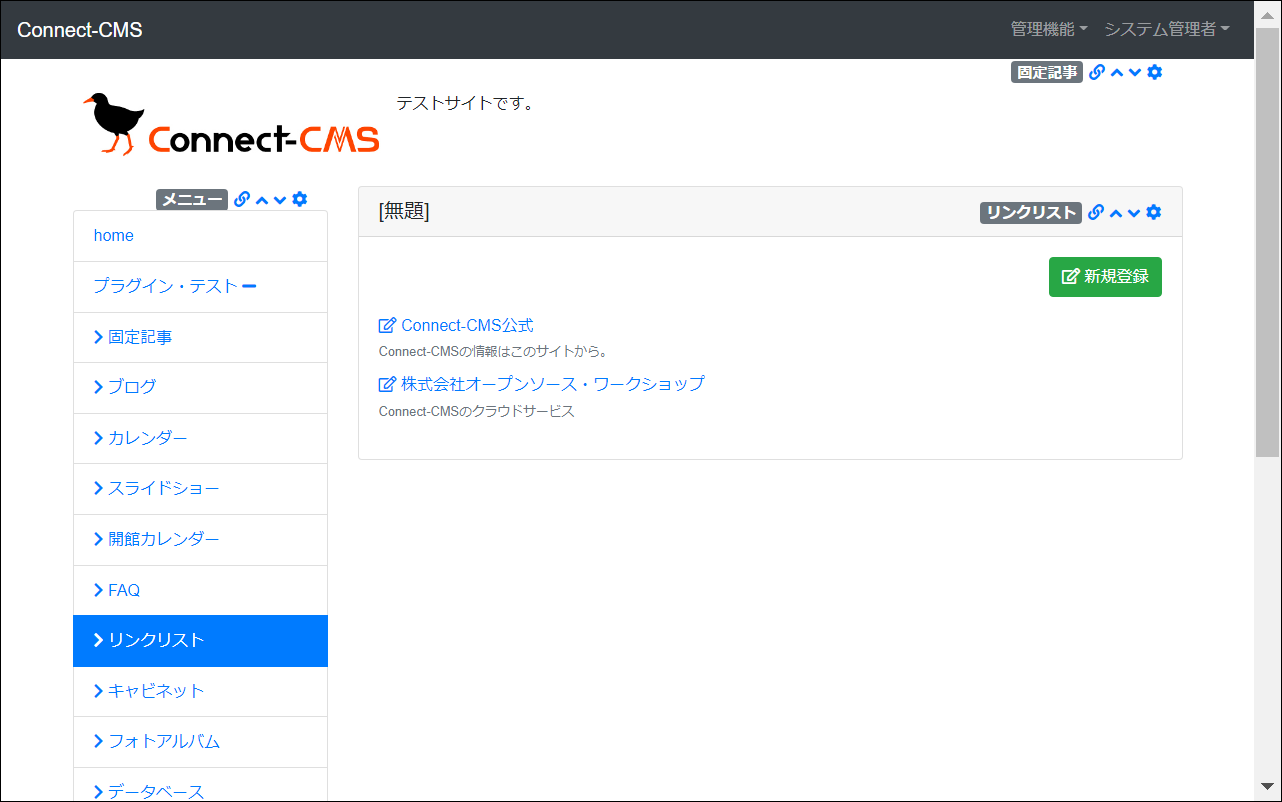 Connect-CMS
管理機能 システム管理者
固定記事
Connect-CMS
テストサイトです。
メニュー
home
プラグイン・テスト
固定記事
ブログ
カレンダー
スライドショー
開館カレンダー
FAQ
リンクリスト
キャビネット
フォトアルバム
データベース
[無題]
リンクリスト
新規登録
Connect-CMS公式
Connect-CMSの情報はこのサイトから。
株式会社オープンソース・ワークショップ
Connect-CMSのクラウドサービス